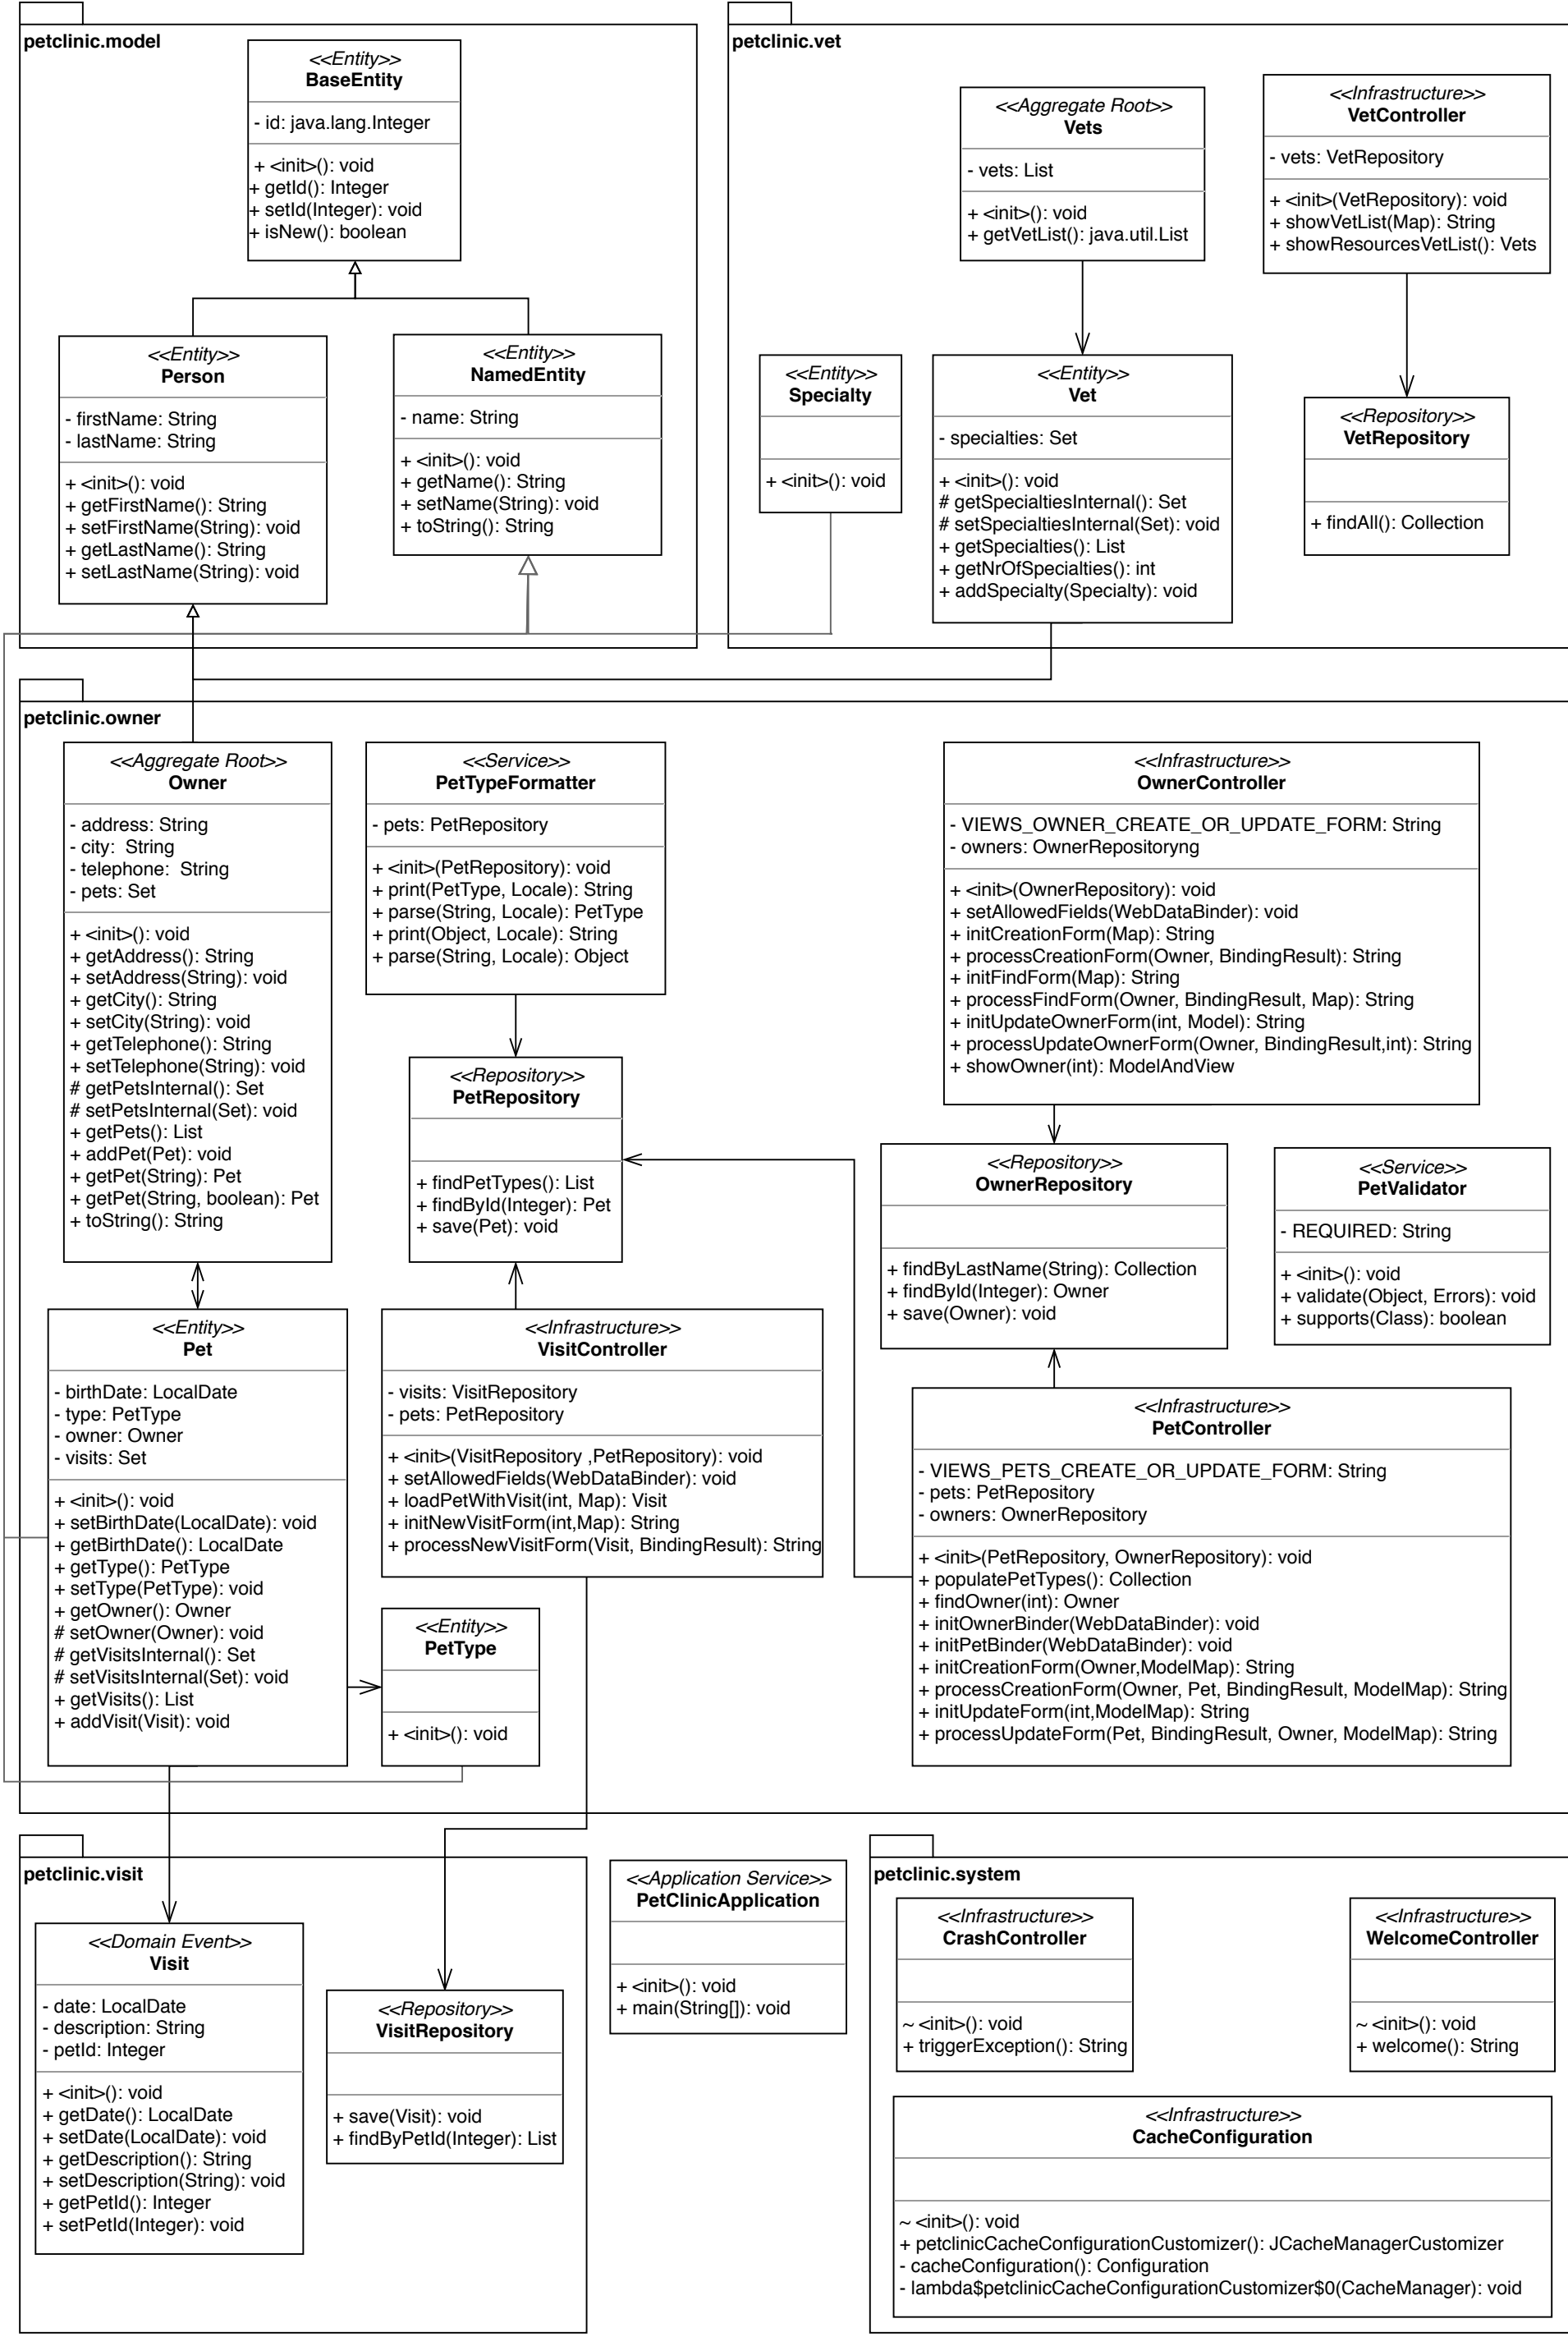 petclinic.model
<<Entity>>
BaseEntity
- id: java.lang.Integer
+ <init>(): void
+ getId(): Integer
+ setId(Integer): void
+ isNew(): boolean
<<Entity>>
Person
- firstName: String
- lastName: String
+ <init>(): void
+ getFirstName(): String
+ setFirstName(String): void
+ getLastName(): String
+ setLastName(String): void
<<Entity>>
NamedEntity
- name: String
+ <init>(): void
+ getName(): String
+ setName(String): void
+ toString(): String
petclinic.vet
<<Aggregate Root>>
Vets
- vets: List
+ <init>(): void
+ getVetList(): java.util.List
<<Infrastructure>>
VetController
- vets: VetRepository
+ <init>(VetRepository): void
+ showVetList(Map): String
+ showResourcesVetList(): Vets
<<Entity>>
Specialty
+ <init>(): void
<<Entity>>
Vet
- specialties: Set
+ <init>(): void
# getSpecialtiesInternal(): Set
# setSpecialtiesInternal(Set): void
+ getSpecialties(): List
+ getNrOfSpecialties(): int
+ addSpecialty(Specialty): void
<<Repository>>
VetRepository
+ findAll(): Collection
petclinic.owner
<<Aggregate Root>>
Owner
- address: String
- city:  String
- telephone:  String
- pets: Set
+ <init>(): void
+ getAddress(): String
+ setAddress(String): void
+ getCity(): String
+ setCity(String): void
+ getTelephone(): String
+ setTelephone(String): void
# getPetsInternal(): Set
# setPetsInternal(Set): void
+ getPets(): List
+ addPet(Pet): void
+ getPet(String): Pet
+ getPet(String, boolean): Pet
+ toString(): String
<<Service>>
PetTypeFormatter
- pets: PetRepository
+ <init>(PetRepository): void
+ print(PetType, Locale): String
+ parse(String, Locale): PetType
+ print(Object, Locale): String
+ parse(String, Locale): Object
<<Infrastructure>>
OwnerController
- VIEWS_OWNER_CREATE_OR_UPDATE_FORM: String
- owners: OwnerRepositoryng
+ <init>(OwnerRepository): void
+ setAllowedFields(WebDataBinder): void
+ initCreationForm(Map): String
+ processCreationForm(Owner, BindingResult): String
+ initFindForm(Map): String
+ processFindForm(Owner, BindingResult, Map): String
+ initUpdateOwnerForm(int, Model): String
+ processUpdateOwnerForm(Owner, BindingResult,int): String
+ showOwner(int): ModelAndView
<<Repository>>
PetRepository
+ findPetTypes(): List
+ findById(Integer): Pet
+ save(Pet): void
<<Repository>>
OwnerRepository
+ findByLastName(String): Collection
+ findById(Integer): Owner
+ save(Owner): void
<<Service>>
PetValidator
- REQUIRED: String
+ <init>(): void
+ validate(Object, Errors): void
+ supports(Class): boolean
<<Entity>>
Pet
- birthDate: LocalDate
- type: PetType
- owner: Owner
- visits: Set
+ <init>(): void
+ setBirthDate(LocalDate): void
+ getBirthDate(): LocalDate
+ getType(): PetType
+ setType(PetType): void
+ getOwner(): Owner
# setOwner(Owner): void
# getVisitsInternal(): Set
# setVisitsInternal(Set): void
+ getVisits(): List
+ addVisit(Visit): void
<<Infrastructure>>
VisitController
- visits: VisitRepository
- pets: PetRepository
+ <init>(VisitRepository ,PetRepository): void
+ setAllowedFields(WebDataBinder): void
+ loadPetWithVisit(int, Map): Visit
+ initNewVisitForm(int,Map): String
+ processNewVisitForm(Visit, BindingResult): String
<<Infrastructure>>
PetController
- VIEWS_PETS_CREATE_OR_UPDATE_FORM: String
- pets: PetRepository
- owners: OwnerRepository
+ <init>(PetRepository, OwnerRepository): void
+ populatePetTypes(): Collection
+ findOwner(int): Owner
+ initOwnerBinder(WebDataBinder): void
+ initPetBinder(WebDataBinder): void
+ initCreationForm(Owner,ModelMap): String
+ processCreationForm(Owner, Pet, BindingResult, ModelMap): String
+ initUpdateForm(int,ModelMap): String
+ processUpdateForm(Pet, BindingResult, Owner, ModelMap): String
<<Entity>>
PetType
+ <init>(): void
petclinic.visit
<<Domain Event>>
Visit
- date: LocalDate
- description: String
- petId: Integer
+ <init>(): void
+ getDate(): LocalDate
+ setDate(LocalDate): void
+ getDescription(): String
+ setDescription(String): void
+ getPetId(): Integer
+ setPetId(Integer): void
<<Repository>>
VisitRepository
+ save(Visit): void
+ findByPetId(Integer): List
<<Application Service>>
PetClinicApplication
+ <init>(): void
+ main(String[]): void
petclinic.system
<<Infrastructure>>
CrashController
~ <init>(): void
+ triggerException(): String
<<Infrastructure>>
WelcomeController
~ <init>(): void
+ welcome(): String
<<Infrastructure>>
CacheConfiguration
~ <init>(): void
+ petclinicCacheConfigurationCustomizer(): JCacheManagerCustomizer
- cacheConfiguration(): Configuration
- lambda$petclinicCacheConfigurationCustomizer$0(CacheManager): void